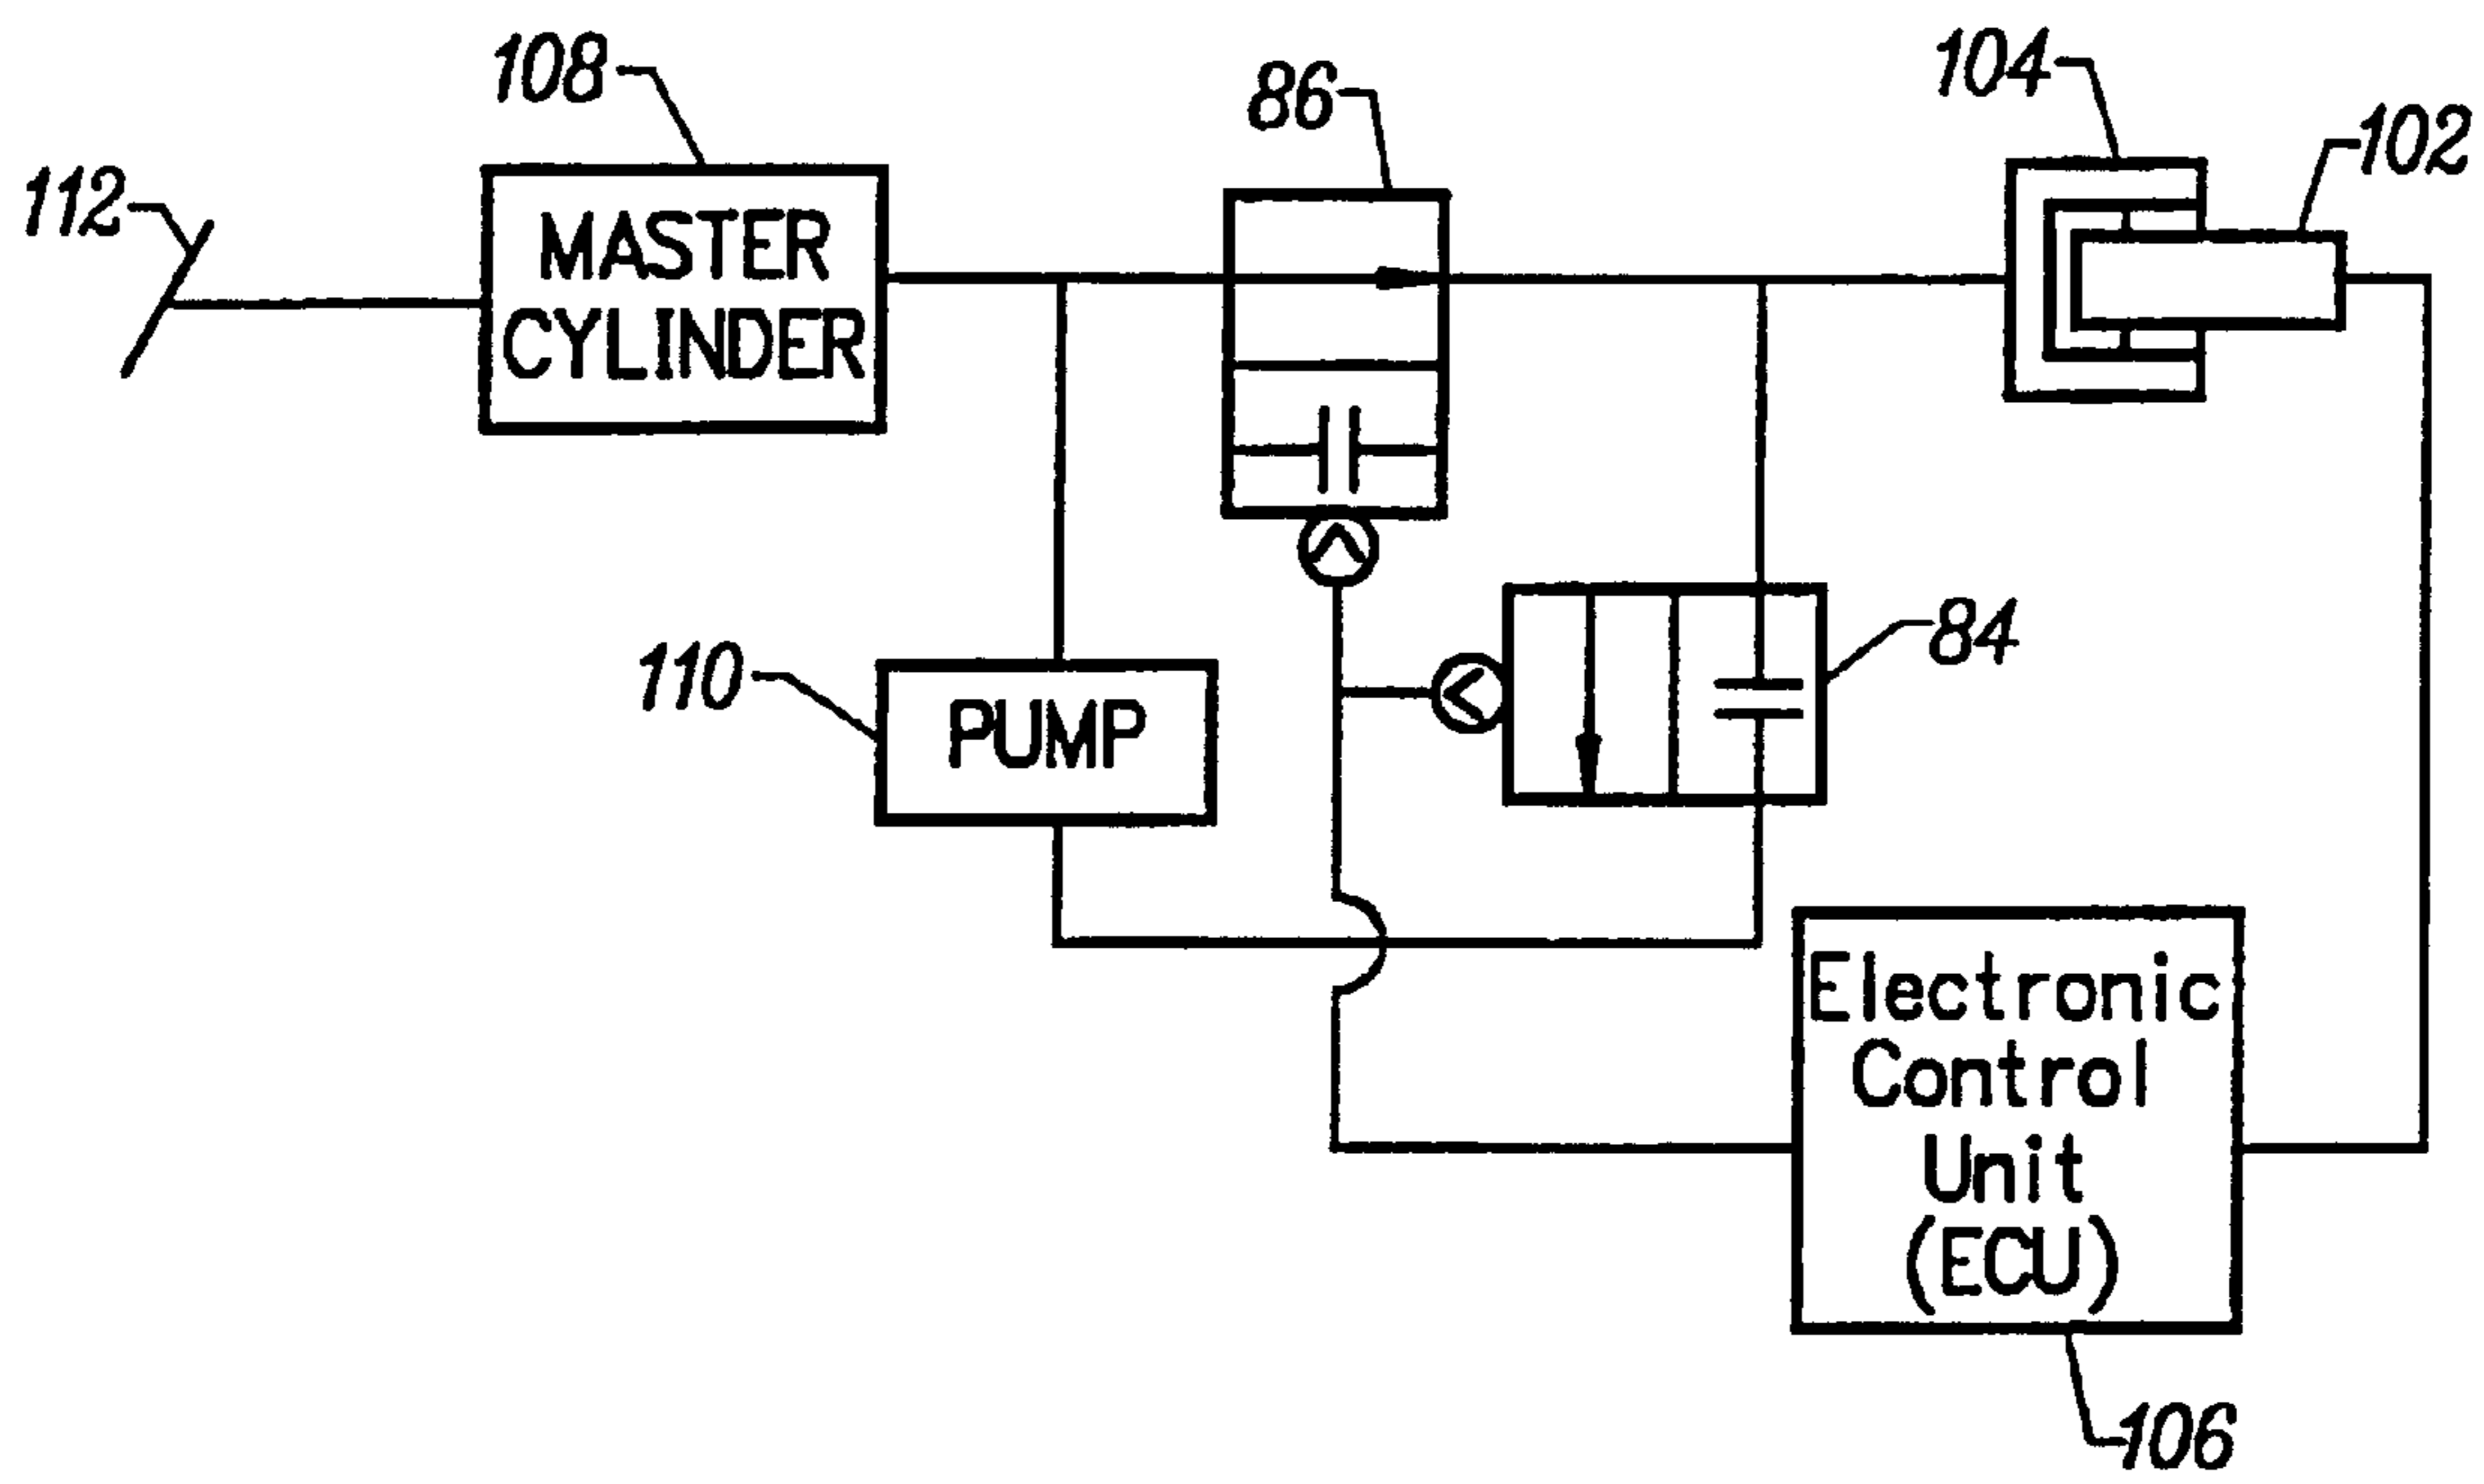 108
86
104
102
112
MASTER
CYLINDER
84
110
PUMP
Electronic
Control
Unit
(ECU)
106